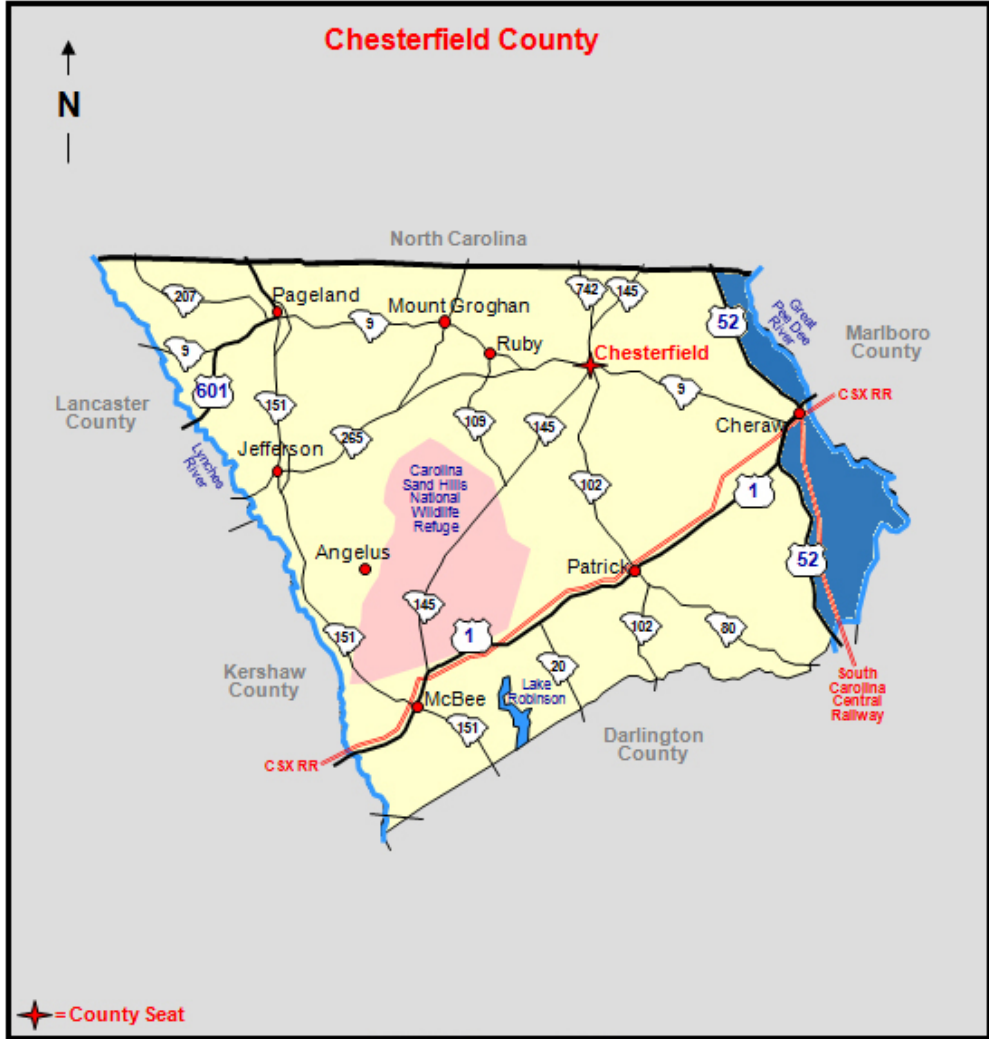 Chesterfield County
N
North Carolina
207
Pageland
Mount Groghan
742
145
9
Ruby
52
Great
Pee Dee
River
Marlboro
County
9
601
Chesterfield
9
CSX RR
Lancaster
County
151
265
109
145
Cheraw
Jefferson
Lynches
River
Carolina
Sand Hills
National
Wildlife
Refuge
102
1
Angelus
Patrick
52
145
151
1
102
80
20
Kershaw
County
Lake
Robinson
McBee
151
Darlington
County
South
Carolina
Central
Railway
CSX RR
= County Seat